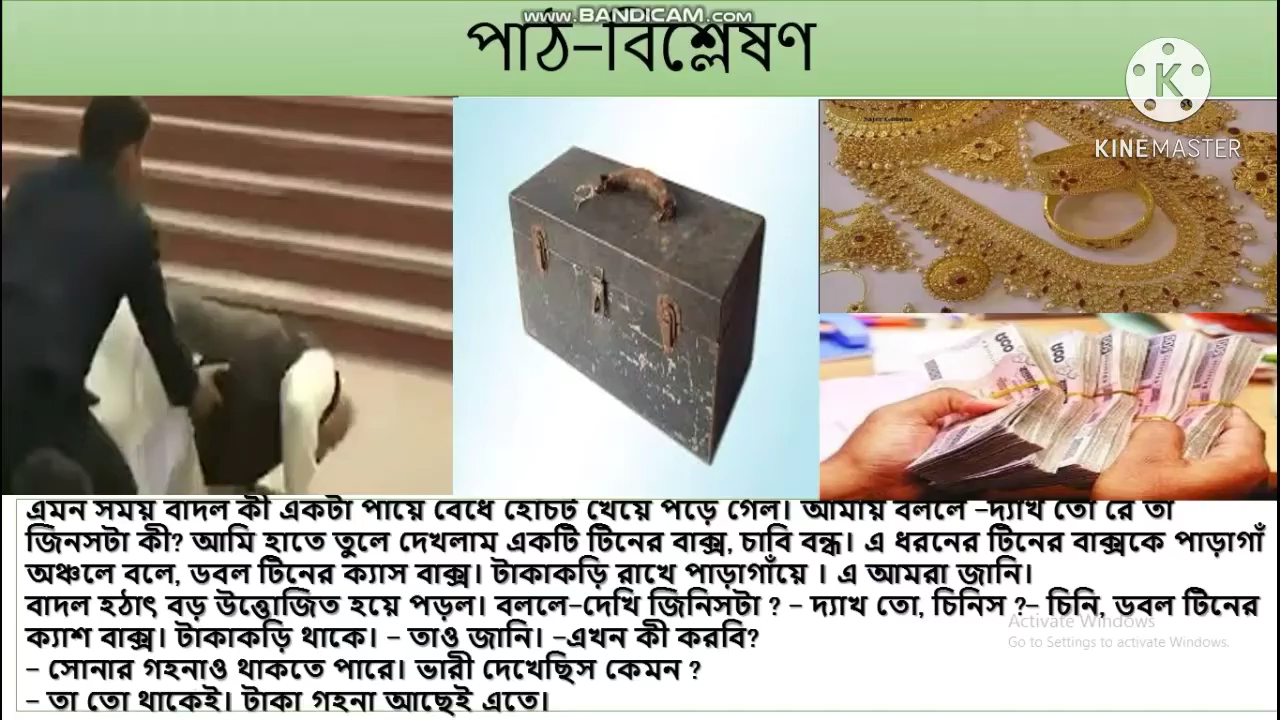 www.BANDICAM.com
পাঠ-বিশ্লেষণ
K
KINEMASTER
এমন সময় বাদল কী একটা পায়ে বেধে হোচট খেয়ে পড়ে গেল। আমায় বললে -দ্যাখ তো রে তা
জিনসটা কী? আমি হাতে তুলে দেখলাম একটি টিনের বাক্স, চাবি বন্ধ। এ ধরনের টিনের বাক্সকে পাড়াগাঁ
অঞ্চলে বলে, ডবল টিনের ক্যাস বাক্স। টাকাকড়ি রাখে পাড়াগাঁয়ে । এ আমরা জানি।
বাদল হঠাৎ বড় উত্তোজিত হয়ে পড়ল। বললে-দেখি জিনিসটা ? - দ্যাখ তো, চিনিস ?- চিনি, ডবল টিনের
ক্যাশ বাক্স। টাকাকড়ি থাকে। - তাও জানি। -এখন কী করবি?
Activate Windows
Go to Settings to activate Windows.
- সোনার গহনাও থাকতে পারে। ভারী দেখেছিস কেমন ?
- তা তো থাকেই। টাকা গহনা আছেই এতে।